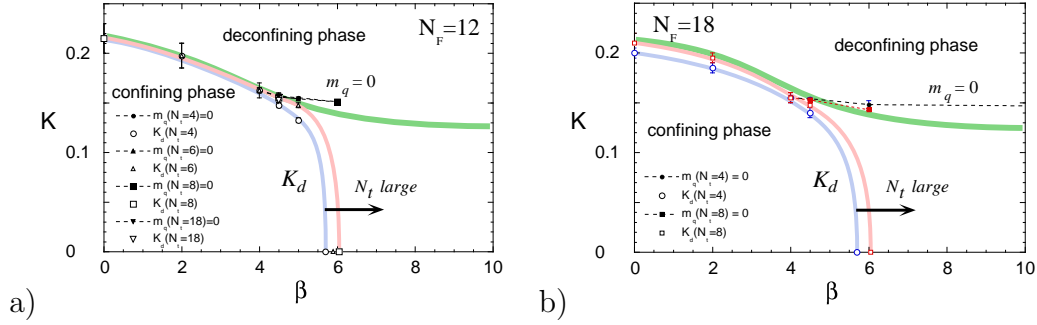 N_F=12
deconfining phase
m_q = 0
confining phase
m_q(N_t=4)=0
K_d(N_t=4)
m_q(N_t=6)=0
K_d(N_t=6)
m_q(N_t=8)=0
K_d(N_t=8)
m_q(N_t=18)=0
K_d(N_t=18)
K_d
N_t large
K
0.2
0.1
0
0 2 4 6 8 10
β
a)
N_F=18
deconfining phase
m_q = 0
confining phase
m_q(N_t=4) = 0
K_d(N_t=4)
m_q(N_t=8) = 0
K_d(N_t=8)
K_d
N_t large
K
0.2
0.1
0
0 2 4 6 8 10
β
b)